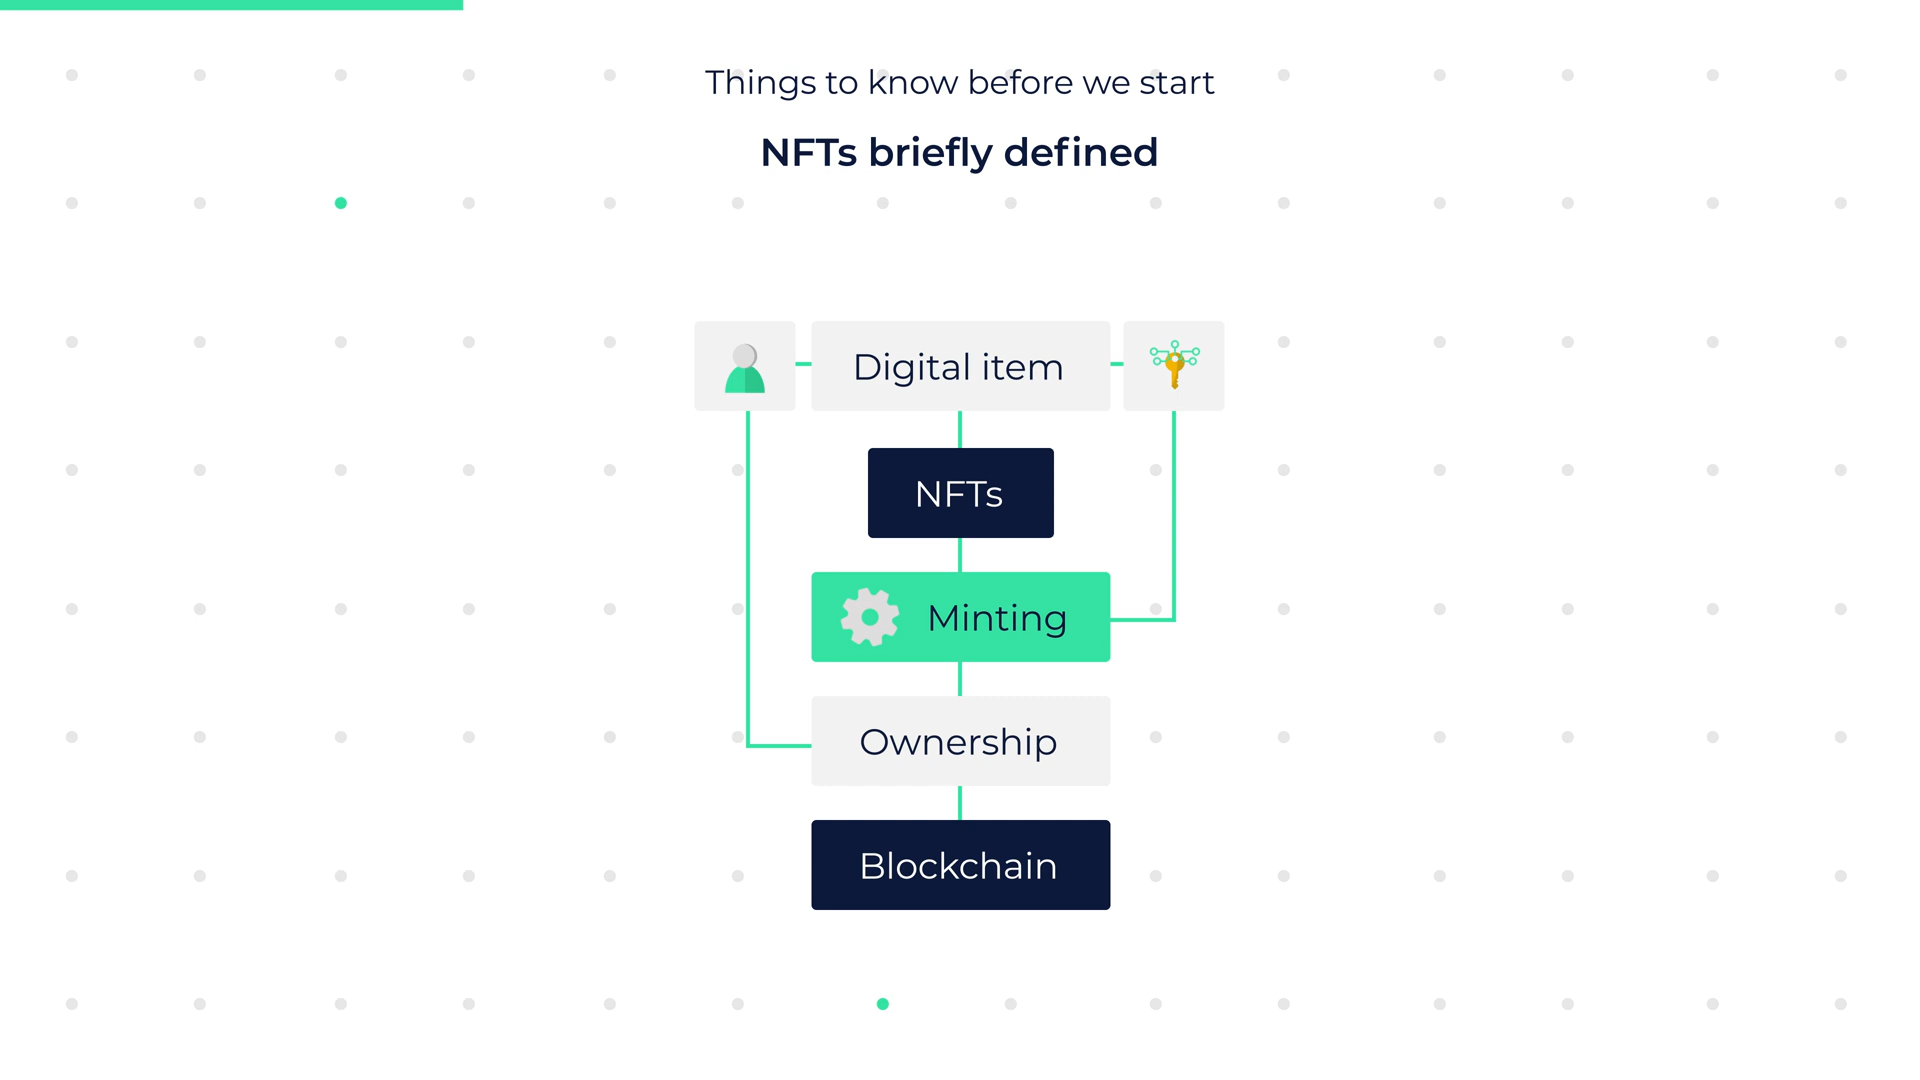 Things to know before we start
NFTs briefly defined
Digital item
NFTs
Minting
Ownership
Blockchain